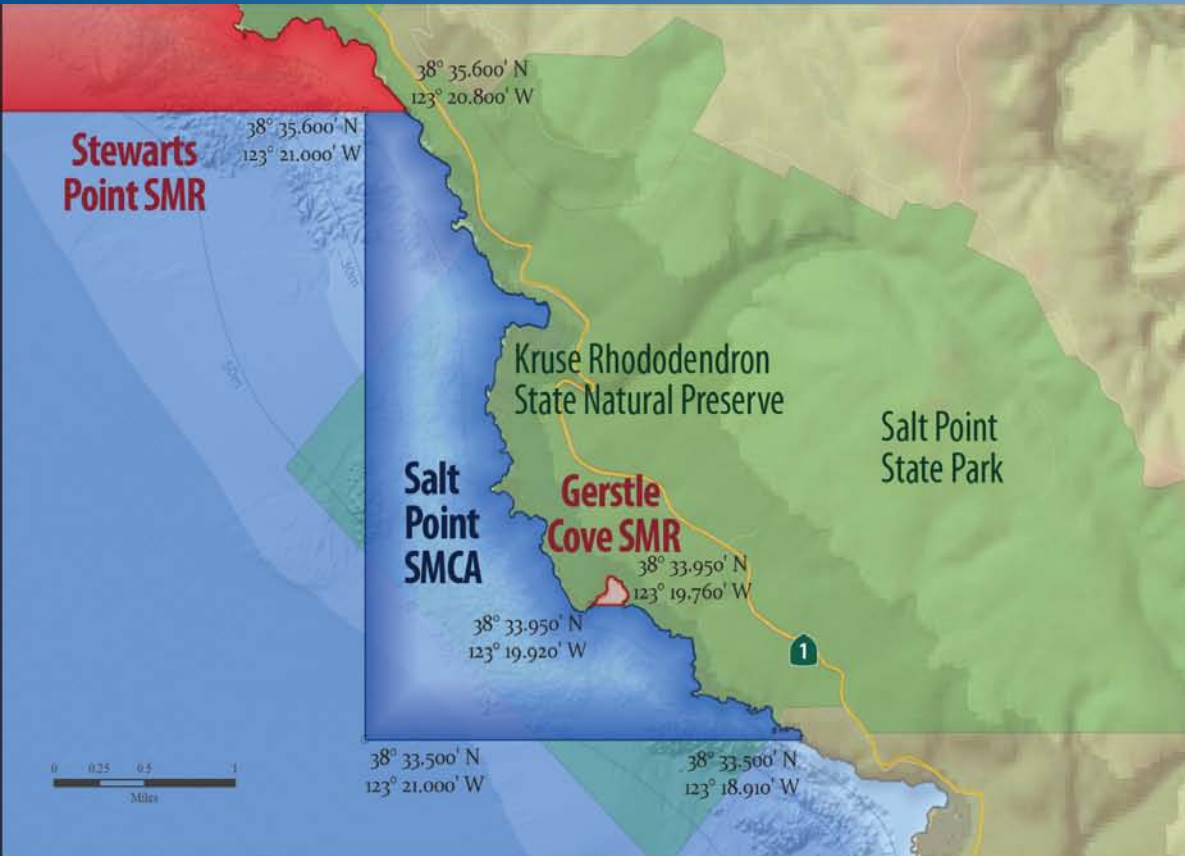 38° 35.600' N
123° 20.800' W
38° 35.600' N
123° 21.000' W
Stewarts
Point SMR
30m
50m
Kruse Rhododendron
State Natural Preserve
Salt Point
State Park
Salt
Point
SMCA
Gerstle
Cove SMR
38° 33.950' N
123° 19.760' W
38° 33.950' N
123° 19.920' W
1
38° 33.500' N
123° 21.000' W
38° 33.500' N
123° 18.910' W
0 0.25 0.5 1
Miles